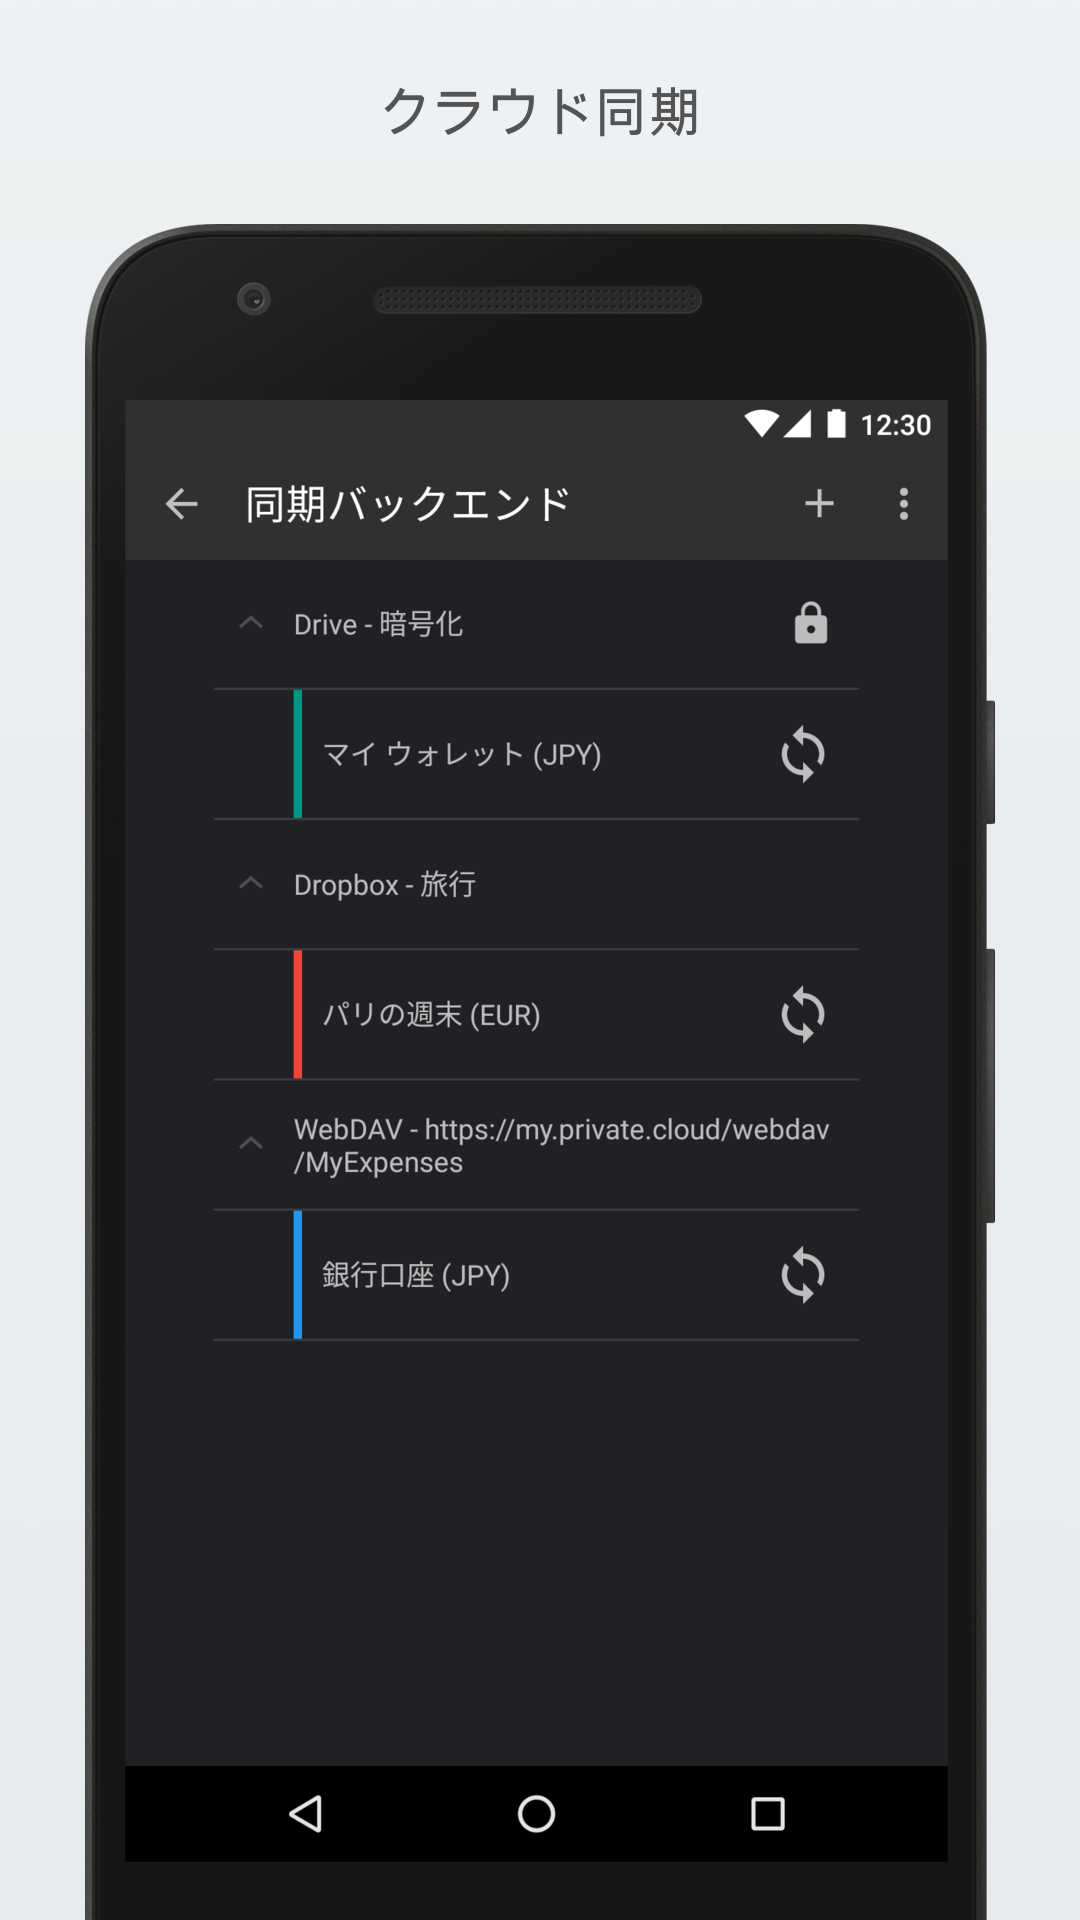 クラウド同期
12:30
同期バックエンド
Drive - 暗号化
マイ ウォレット (JPY)
Dropbox - 旅行
パリの週末 (EUR)
WebDAV - https://my.private.cloud/webdav
/MyExpenses
銀行口座 (JPY)